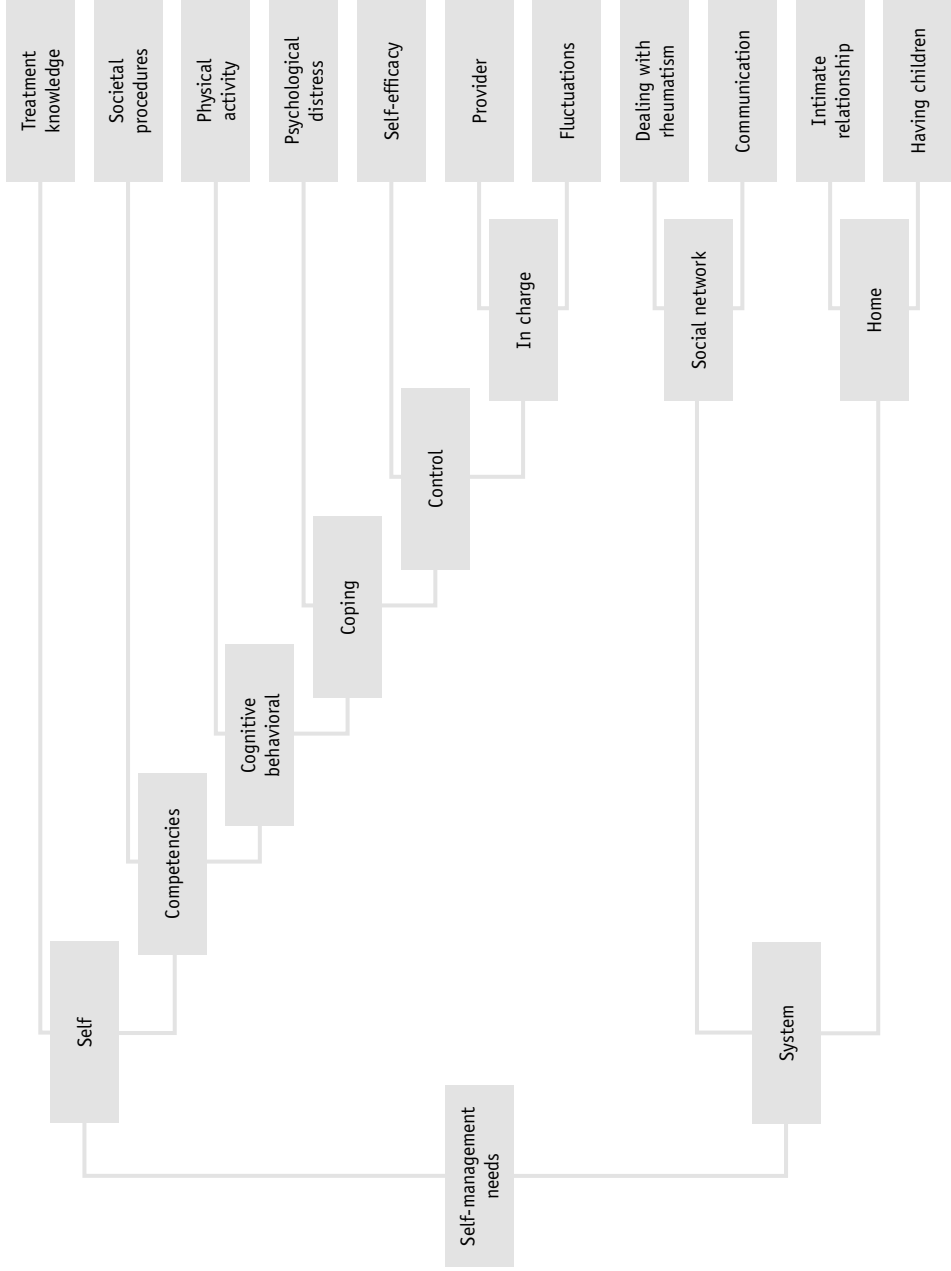 Self-management
needs
Self
System
Competencies
Cognitive
behavioral
Coping
Control
In charge
Social network
Home
Treatment
knowledge
Societal
procedures
Physical
activity
Psychological
distress
Self-efficacy
Provider
Fluctuations
Dealing with
rheumatism
Communication
Intimate
relationship
Having children